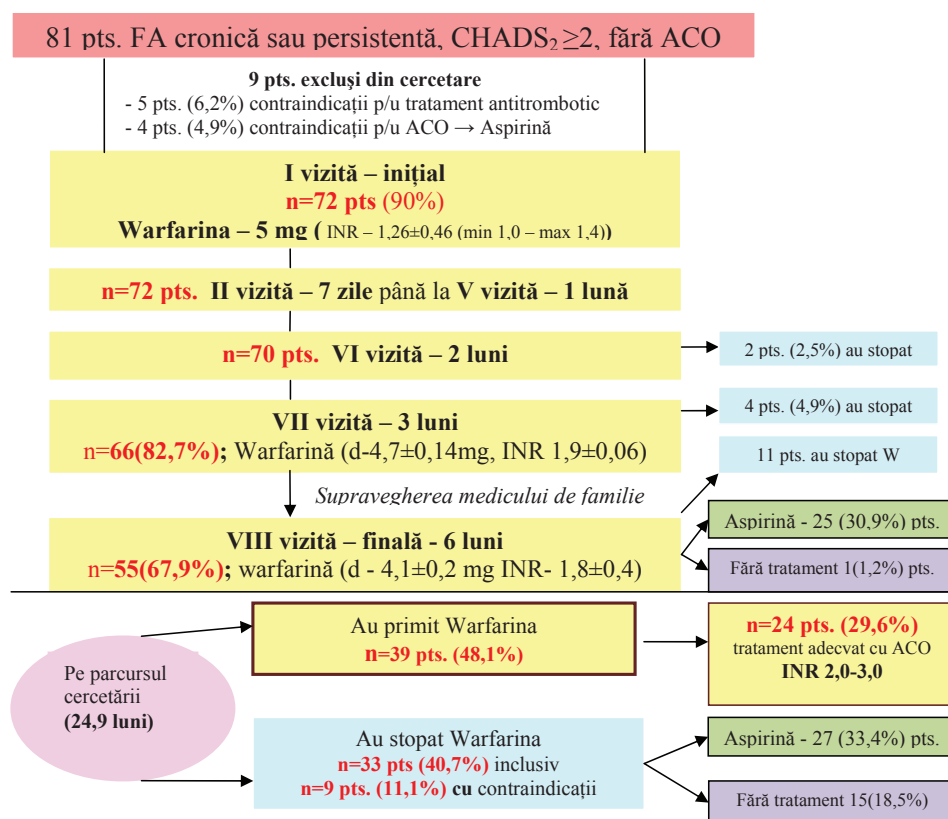 81 pts. FA cronică sau persistentă, CHADS₂ ≥2, fără ACO
9 pts. excluşi din cercetare
- 5 pts. (6,2%) contraindicații p/u tratament antitrombotic
- 4 pts. (4,9%) contraindicații p/u ACO → Aspirină
I vizită – inițial
n=72 pts (90%)
Warfarina – 5 mg ( INR – 1,26±0,46 (min 1,0 – max 1,4))
n=72 pts. II vizită – 7 zile până la V vizită – 1 lună
n=70 pts. VI vizită – 2 luni
2 pts. (2,5%) au stopat
VII vizită – 3 luni
n=66(82,7%); Warfarină (d-4,7±0,14mg, INR 1,9±0,06)
4 pts. (4,9%) au stopat
11 pts. au stopat W
Supravegherea medicului de familie
VIII vizită – finală - 6 luni
n=55(67,9%); warfarină (d - 4,1±0,2 mg INR- 1,8±0,4)
Aspirină - 25 (30,9%) pts.
Fără tratament 1(1,2%) pts.
Pe parcursul
cercetării
(24,9 luni)
Au primit Warfarina
n=39 pts. (48,1%)
n=24 pts. (29,6%)
tratament adecvat cu ACO
INR 2,0-3,0
Au stopat Warfarina
n=33 pts (40,7%) inclusiv
n=9 pts. (11,1%) cu contraindicații
Aspirină - 27 (33,4%) pts.
Fără tratament 15(18,5%)